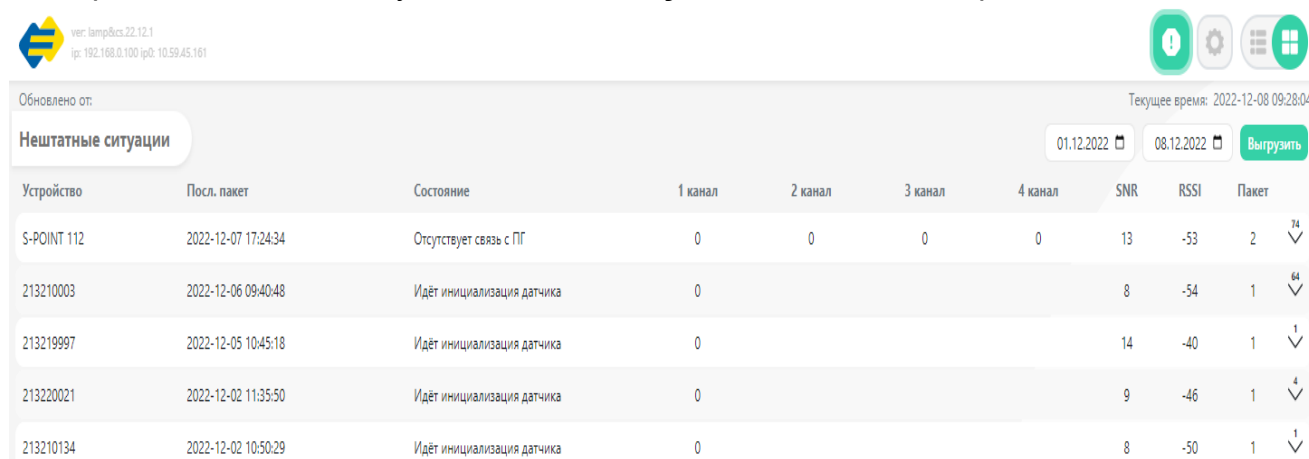 ver: lamp&cs.22.12.1
ip: 192.168.0.100 ip0: 10.59.45.161
Обновлено от:
Текущее время: 2022-12-08 09:28:04
Нештатные ситуации
01.12.2022 08.12.2022 Выгрузить
Устройство Посл. пакет Состояние 1 канал 2 канал 3 канал 4 канал SNR RSSI Пакет
S-POINT 112 2022-12-07 17:24:34 Отсутствует связь с ПГ 0 0 0 0 13 -53 2 74
213210003 2022-12-06 09:40:48 Идёт инициализация датчика 0 8 -54 1 64
213219997 2022-12-05 10:45:18 Идёт инициализация датчика 0 14 -40 1 1
213220021 2022-12-02 11:35:50 Идёт инициализация датчика 0 9 -46 1 4
213210134 2022-12-02 10:50:29 Идёт инициализация датчика 0 8 -50 1 1